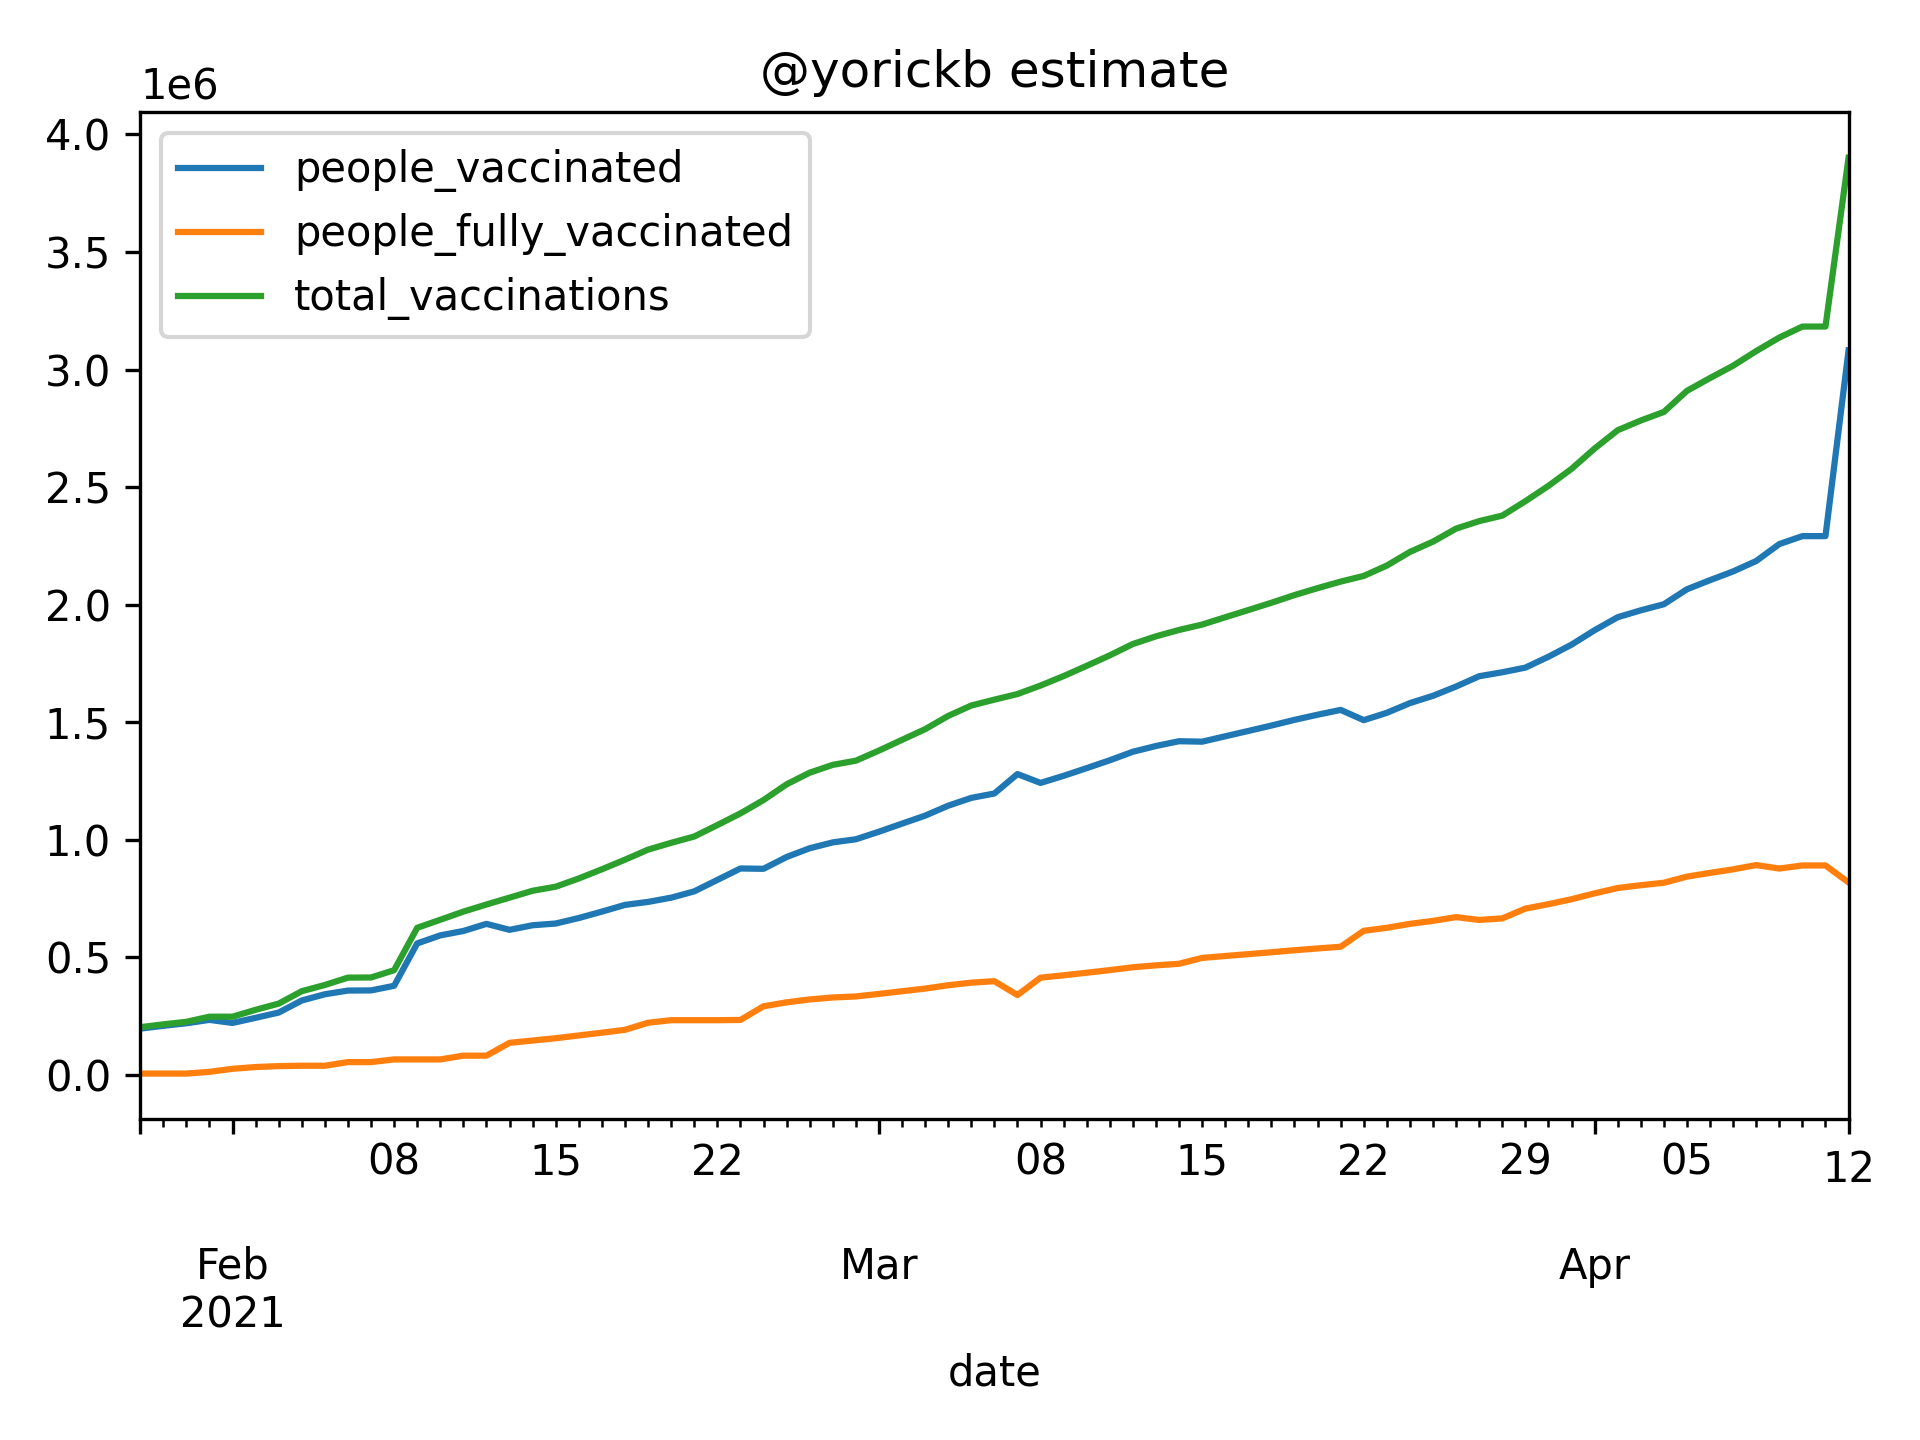 @yorickb estimate
1e6
4.0
3.5
3.0
2.5
2.0
1.5
1.0
0.5
0.0
people_vaccinated
people_fully_vaccinated
total_vaccinations
08 15 22 08 15 22 29 05 12
Feb Mar Apr
2021
date